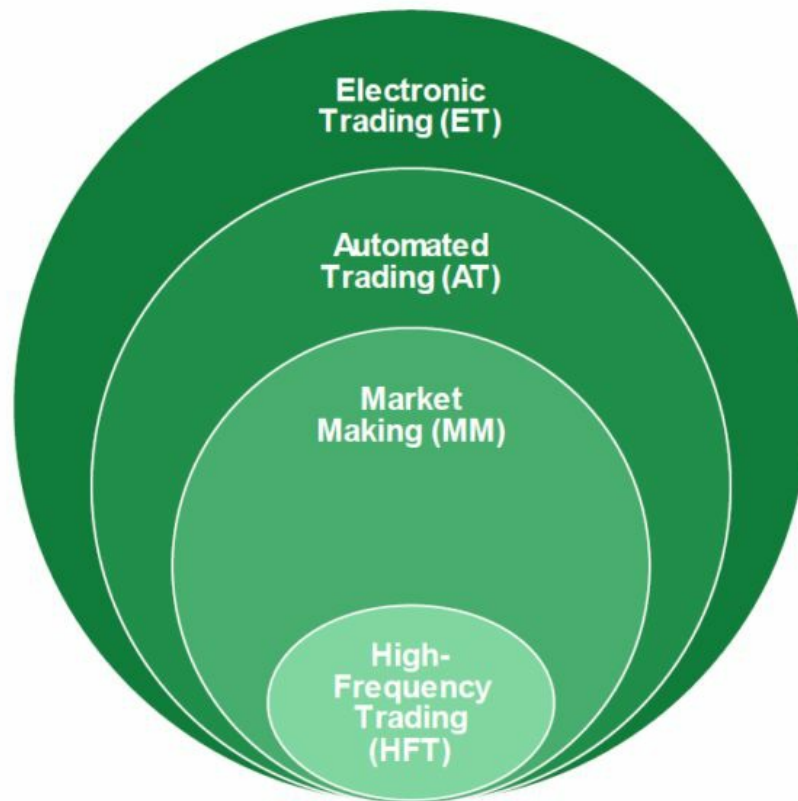 Electronic
Trading (ET)
Automated
Trading (AT)
Market
Making (MM)
High-
Frequency
Trading
(HFT)